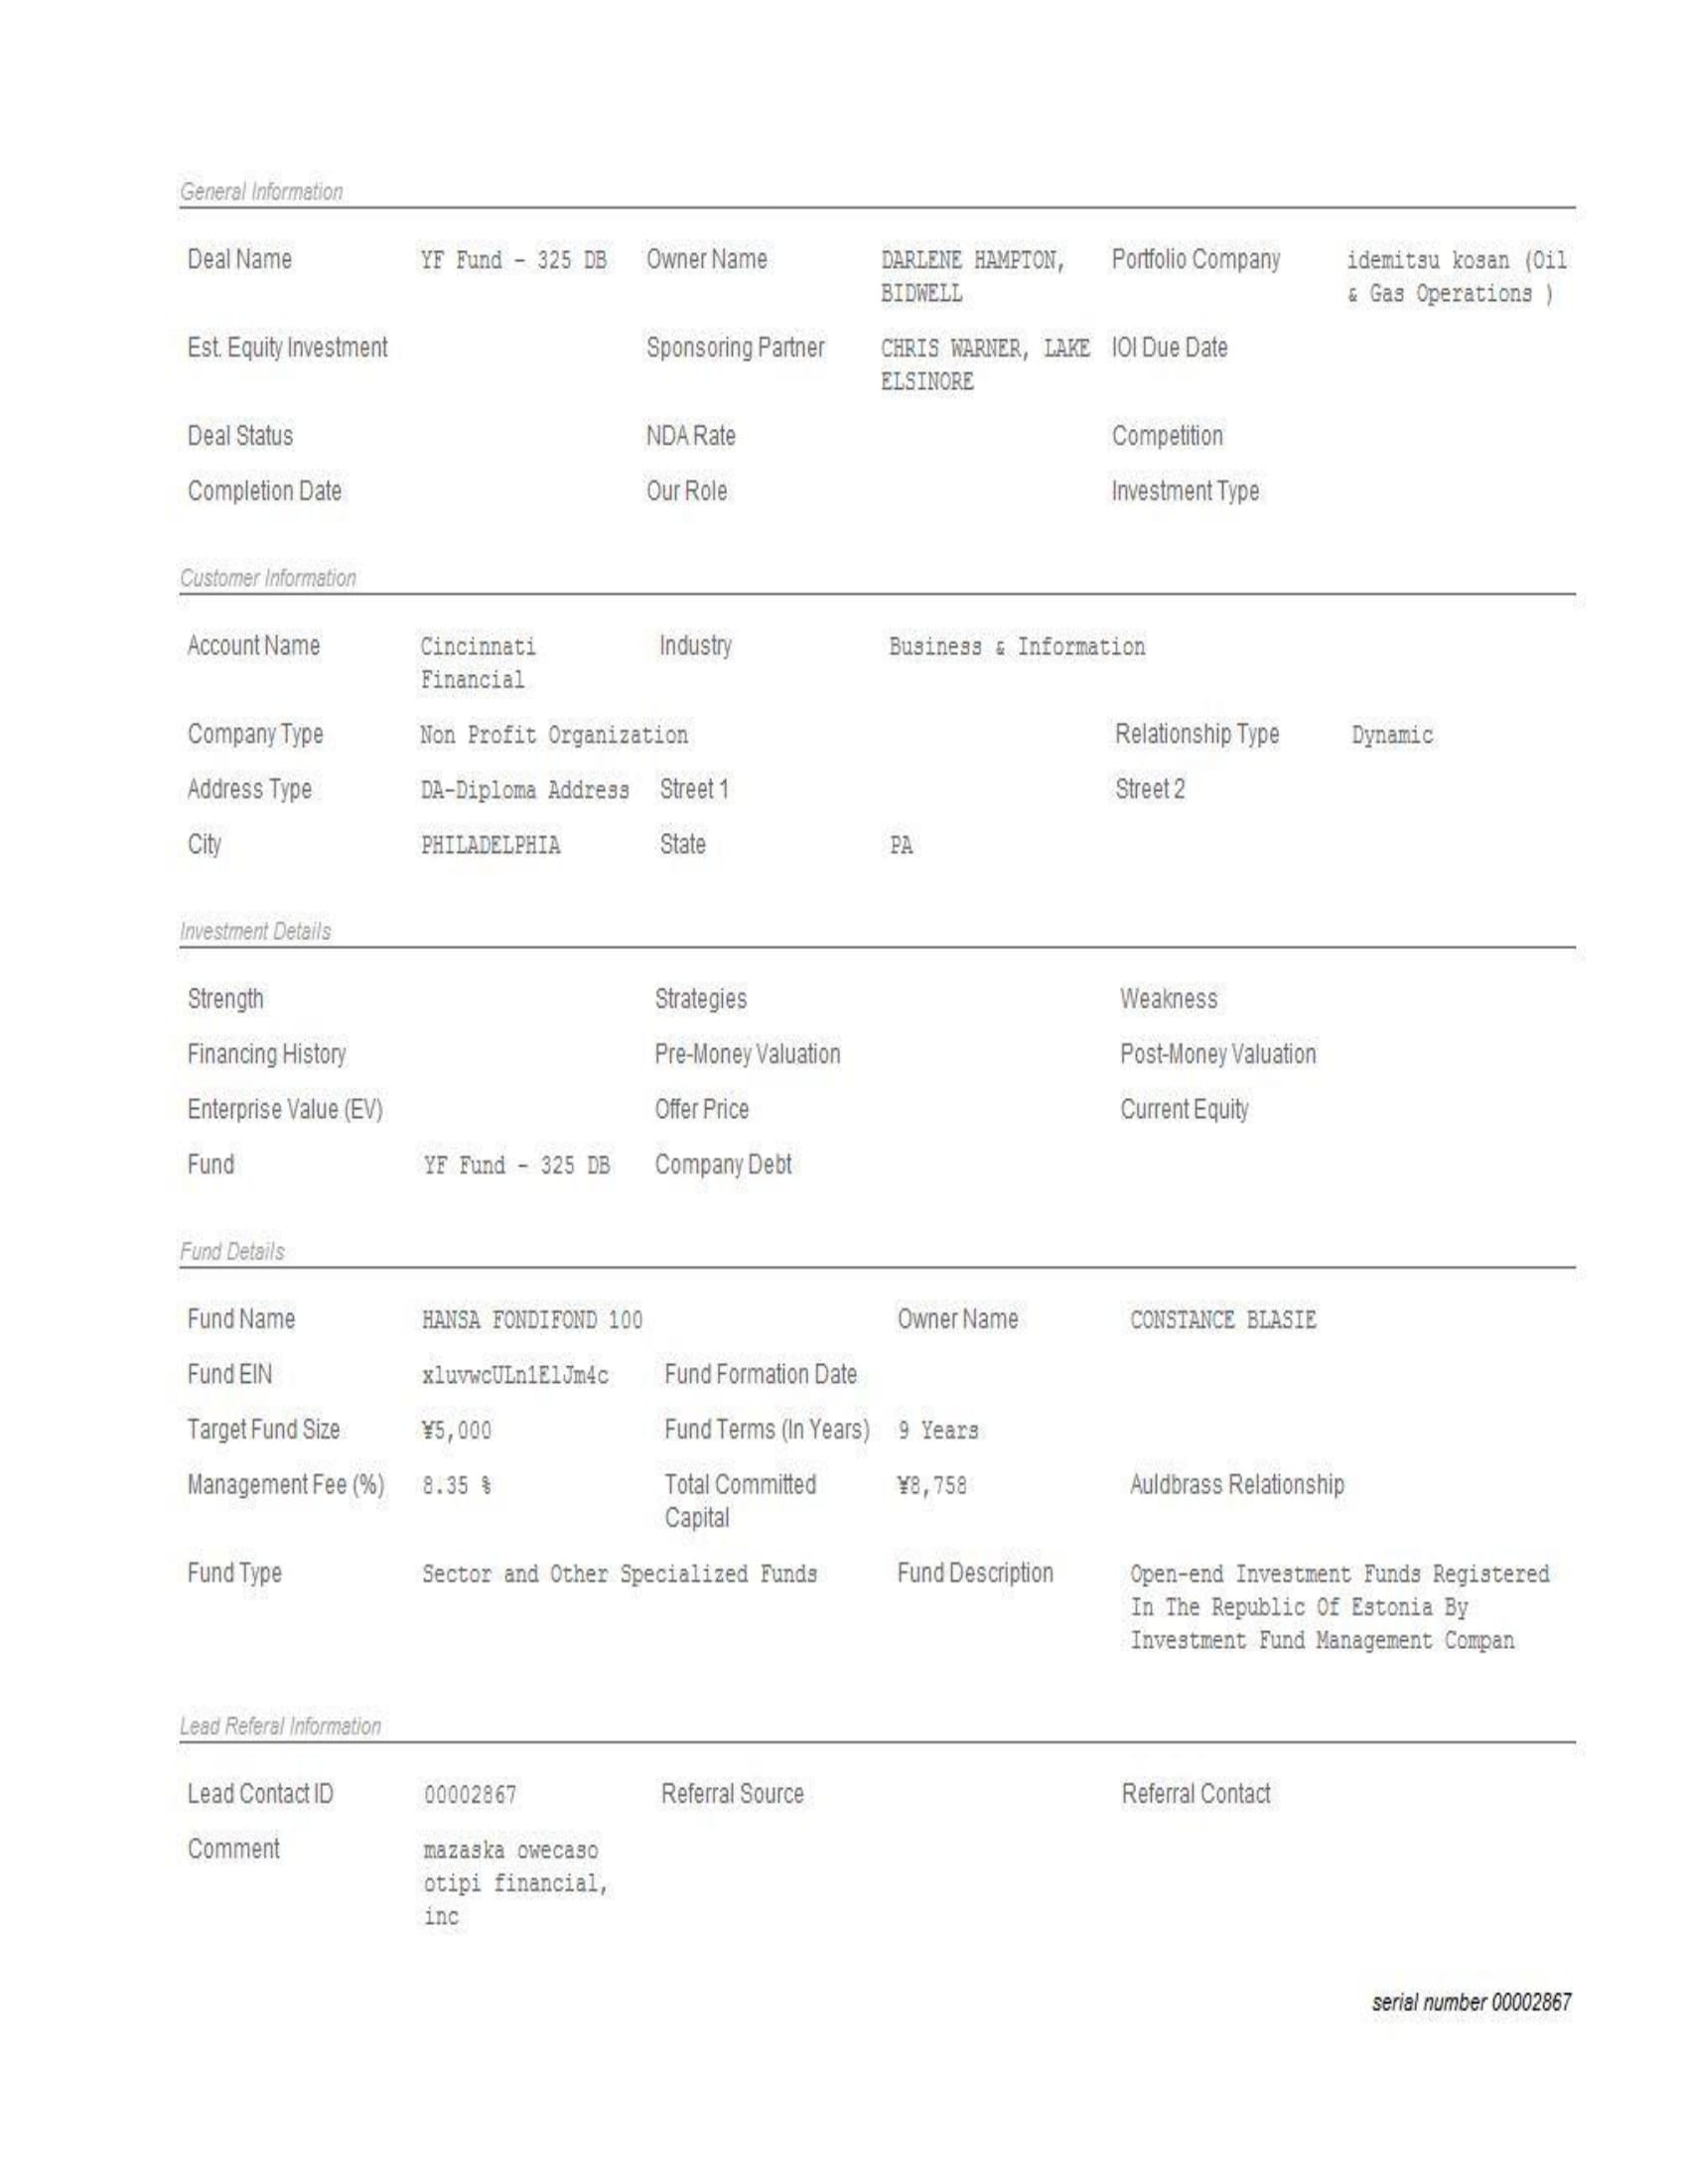 General Information
Deal Name YF Fund - 325 DB Owner Name DARLENE HAMPTON, Portfolio Company idemitsu kosan (Oil
BIDWELL & Gas Operations )
Est. Equity Investment Sponsoring Partner CHRIS WARNER, LAKE IOI Due Date
ELSINORE
Deal Status NDA Rate Competition
Completion Date Our Role Investment Type
Customer Information
Account Name Cincinnati Industry Business & Information
Financial
Company Type Non Profit Organization Relationship Type Dynamic
Address Type DA-Diploma Address Street 1 Street 2
City PHILADELPHIA State PA
Investment Details
Strength Strategies Weakness
Financing History Pre-Money Valuation Post-Money Valuation
Enterprise Value (EV) Offer Price Current Equity
Fund YF Fund - 325 DB Company Debt
Fund Details
Fund Name HANSA FONDIFOND 100 Owner Name CONSTANCE BLASIE
Fund EIN xluvwcULn1ElJm4c Fund Formation Date
Target Fund Size ¥5,000 Fund Terms (In Years) 9 Years
Management Fee (%) 8.35 % Total Committed ¥8,758 Auldbrass Relationship
Capital
Fund Type Sector and Other Specialized Funds Fund Description Open-end Investment Funds Registered
In The Republic Of Estonia By
Investment Fund Management Compan
Lead Referal Information
Lead Contact ID 00002867 Referral Source Referral Contact
Comment mazaska owecaso
otipi financial,
inc
serial number 00002867